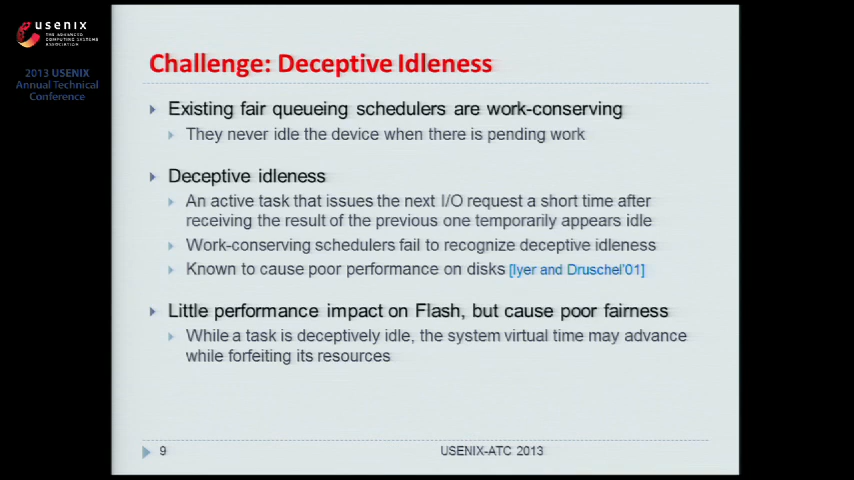 usenix
THE ADVANCED
COMPUTING SYSTEMS
ASSOCIATION
2013 USENIX
Annual Technical
Conference
Challenge: Deceptive Idleness
Existing fair queueing schedulers are work-conserving
They never idle the device when there is pending work
Deceptive idleness
An active task that issues the next I/O request a short time after
receiving the result of the previous one temporarily appears idle
Work-conserving schedulers fail to recognize deceptive idleness
Known to cause poor performance on disks [Iyer and Druschel'01]
Little performance impact on Flash, but cause poor fairness
While a task is deceptively idle, the system virtual time may advance
while forfeiting its resources
9
USENIX-ATC 2013